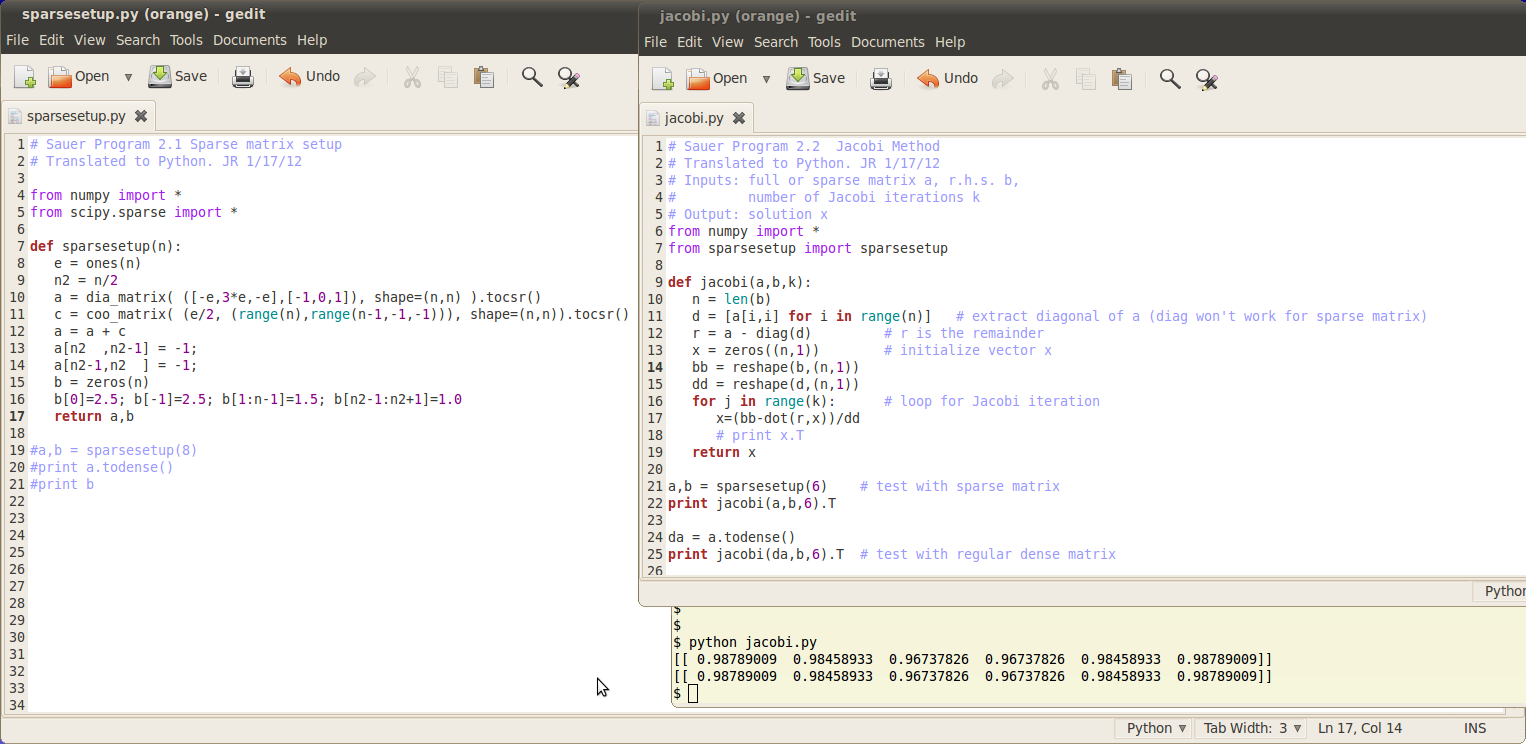 sparsesetup.py (orange) - gedit
File Edit View Search Tools Documents Help
Open Save Undo
sparsesetup.py
1 # Sauer Program 2.1 Sparse matrix setup
2 # Translated to Python. JR 1/17/12
3
4 from numpy import *
5 from scipy.sparse import *
6
7 def sparsesetup(n):
8    e = ones(n)
9    n2 = n/2
10    a = dia_matrix( ([-e,3*e,-e],[-1,0,1]), shape=(n,n) ).tocsr()
11    c = coo_matrix( (e/2, (range(n),range(n-1,-1,-1))), shape=(n,n)).tocsr()
12    a = a + c
13    a[n2  ,n2-1] = -1;
14    a[n2-1,n2  ] = -1;
15    b = zeros(n)
16    b[0]=2.5; b[-1]=2.5; b[1:n-1]=1.5; b[n2-1:n2+1]=1.0
17    return a,b
18
19 #a,b = sparsesetup(8)
20 #print a.todense()
21 #print b
22
23
24
25
26
27
28
29
30
31
32
33
34
jacobi.py (orange) - gedit
File Edit View Search Tools Documents Help
Open Save Undo
jacobi.py
1 # Sauer Program 2.2  Jacobi Method
2 # Translated to Python. JR 1/17/12
3 # Inputs: full or sparse matrix a, r.h.s. b,
4 #         number of Jacobi iterations k
5 # Output: solution x
6 from numpy import *
7 from sparsesetup import sparsesetup
8
9 def jacobi(a,b,k):
10    n = len(b)
11    d = [a[i,i] for i in range(n)]   # extract diagonal of a (diag won't work for sparse matrix)
12    r = a - diag(d)         # r is the remainder
13    x = zeros((n,1))        # initialize vector x
14    bb = reshape(b,(n,1))
15    dd = reshape(d,(n,1))
16    for j in range(k):      # loop for Jacobi iteration
17       x=(bb-dot(r,x))/dd
18       # print x.T
19    return x
20
21 a,b = sparsesetup(6)    # test with sparse matrix
22 print jacobi(a,b,6).T
23
24 da = a.todense()
25 print jacobi(da,b,6).T  # test with regular dense matrix
26
Python
$
$
$ python jacobi.py
[[ 0.98789009  0.98458933  0.96737826  0.96737826  0.98458933  0.98789009]]
[[ 0.98789009  0.98458933  0.96737826  0.96737826  0.98458933  0.98789009]]
$
Python Tab Width: 3 Ln 17, Col 14 INS